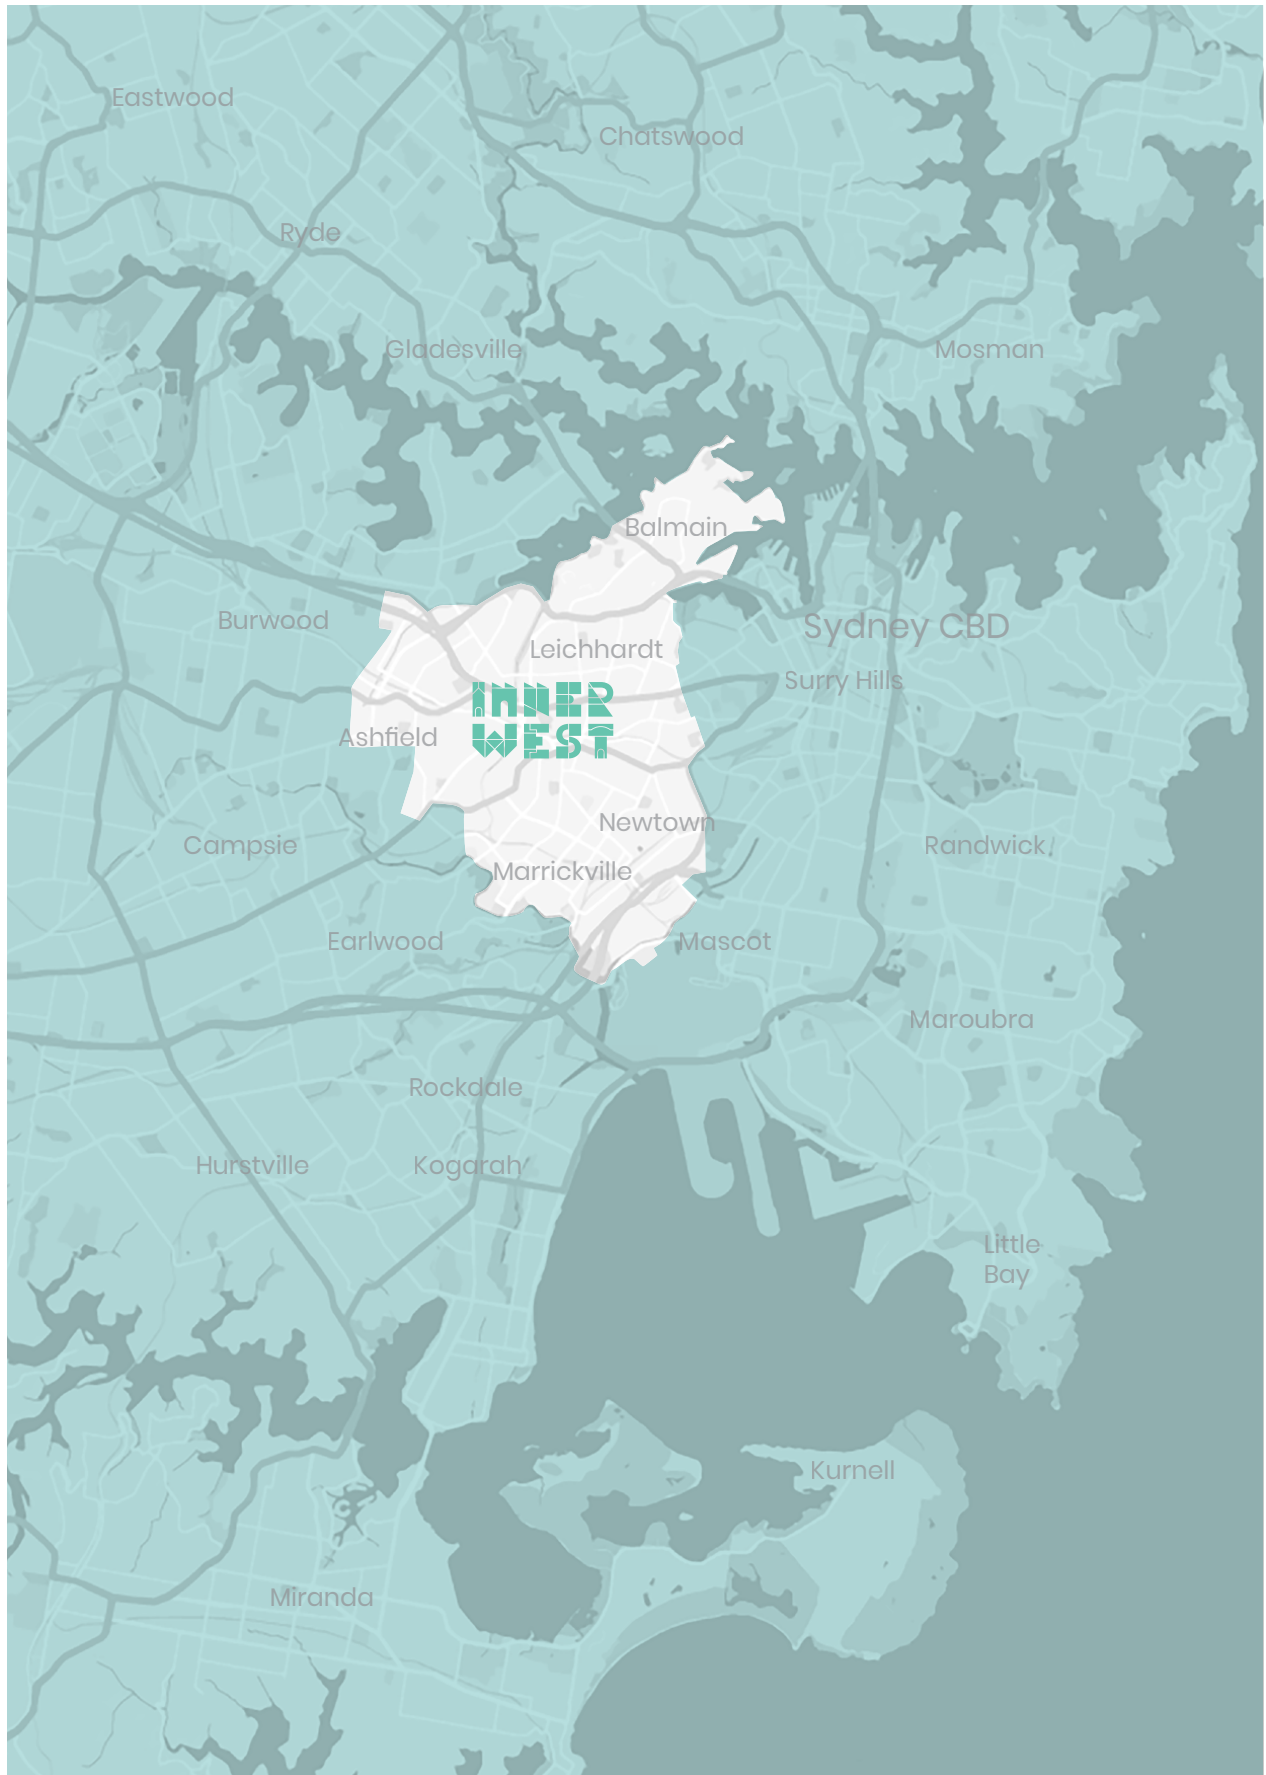 Eastwood
Chatswood
Ryde
Gladesville
Mosman
Balmain
Burwood
Sydney CBD
Leichhardt
Surry Hills
INNER
WEST
Ashfield
Newtown
Campsie
Randwick
Marrickville
Earlwood
Mascot
Maroubra
Rockdale
Hurstville
Kogarah
Little
Bay
Kurnell
Miranda